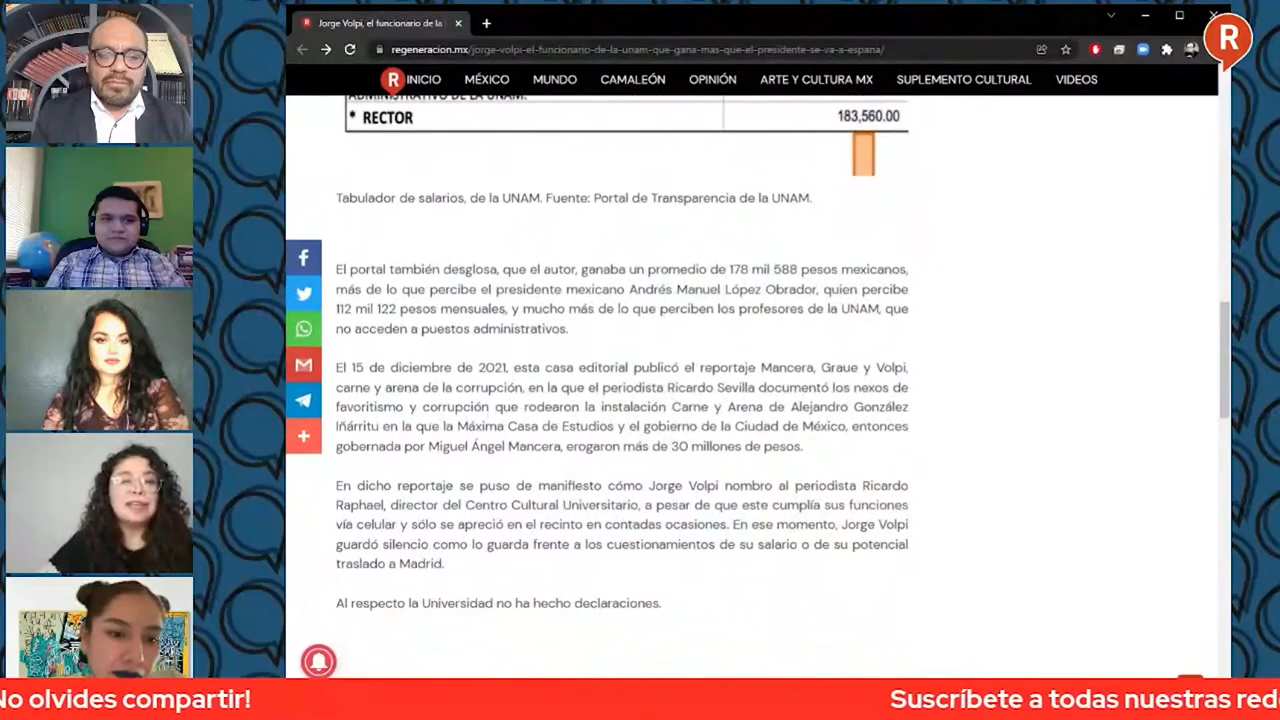 Jorge Volpi, el funcionario de la
regeneracion.mx/jorge-volpi-el-funcionario-de-la-unam-que-gana-mas-que-el-presidente-se-va-a-espana/
R
R INICIO MÉXICO MUNDO CAMALEÓN OPINIÓN ARTE Y CULTURA MX SUPLEMENTO CULTURAL VIDEOS
ADMINISTRATIVO DE LA UNAM.
* RECTOR 183,560.00
Tabulador de salarios, de la UNAM. Fuente: Portal de Transparencia de la UNAM.
El portal también desglosa, que el autor, ganaba un promedio de 178 mil 588 pesos mexicanos,
más de lo que percibe el presidente mexicano Andrés Manuel López Obrador, quien percibe
112 mil 122 pesos mensuales, y mucho más de lo que perciben los profesores de la UNAM, que
no acceden a puestos administrativos.
El 15 de diciembre de 2021, esta casa editorial publicó el reportaje Mancera, Graue y Volpi,
carne y arena de la corrupción, en la que el periodista Ricardo Sevilla documentó los nexos de
favoritismo y corrupción que rodearon la instalación Carne y Arena de Alejandro González
Iñárritu en la que la Máxima Casa de Estudios y el gobierno de la Ciudad de México, entonces
gobernada por Miguel Ángel Mancera, erogaron más de 30 millones de pesos.
En dicho reportaje se puso de manifiesto cómo Jorge Volpi nombro al periodista Ricardo
Raphael, director del Centro Cultural Universitario, a pesar de que este cumplía sus funciones
vía celular y sólo se apreció en el recinto en contadas ocasiones. En ese momento, Jorge Volpi
guardó silencio como lo guarda frente a los cuestionamientos de su salario o de su potencial
traslado a Madrid.
Al respecto la Universidad no ha hecho declaraciones.
No olvides compartir! Suscríbete a todas nuestras rede